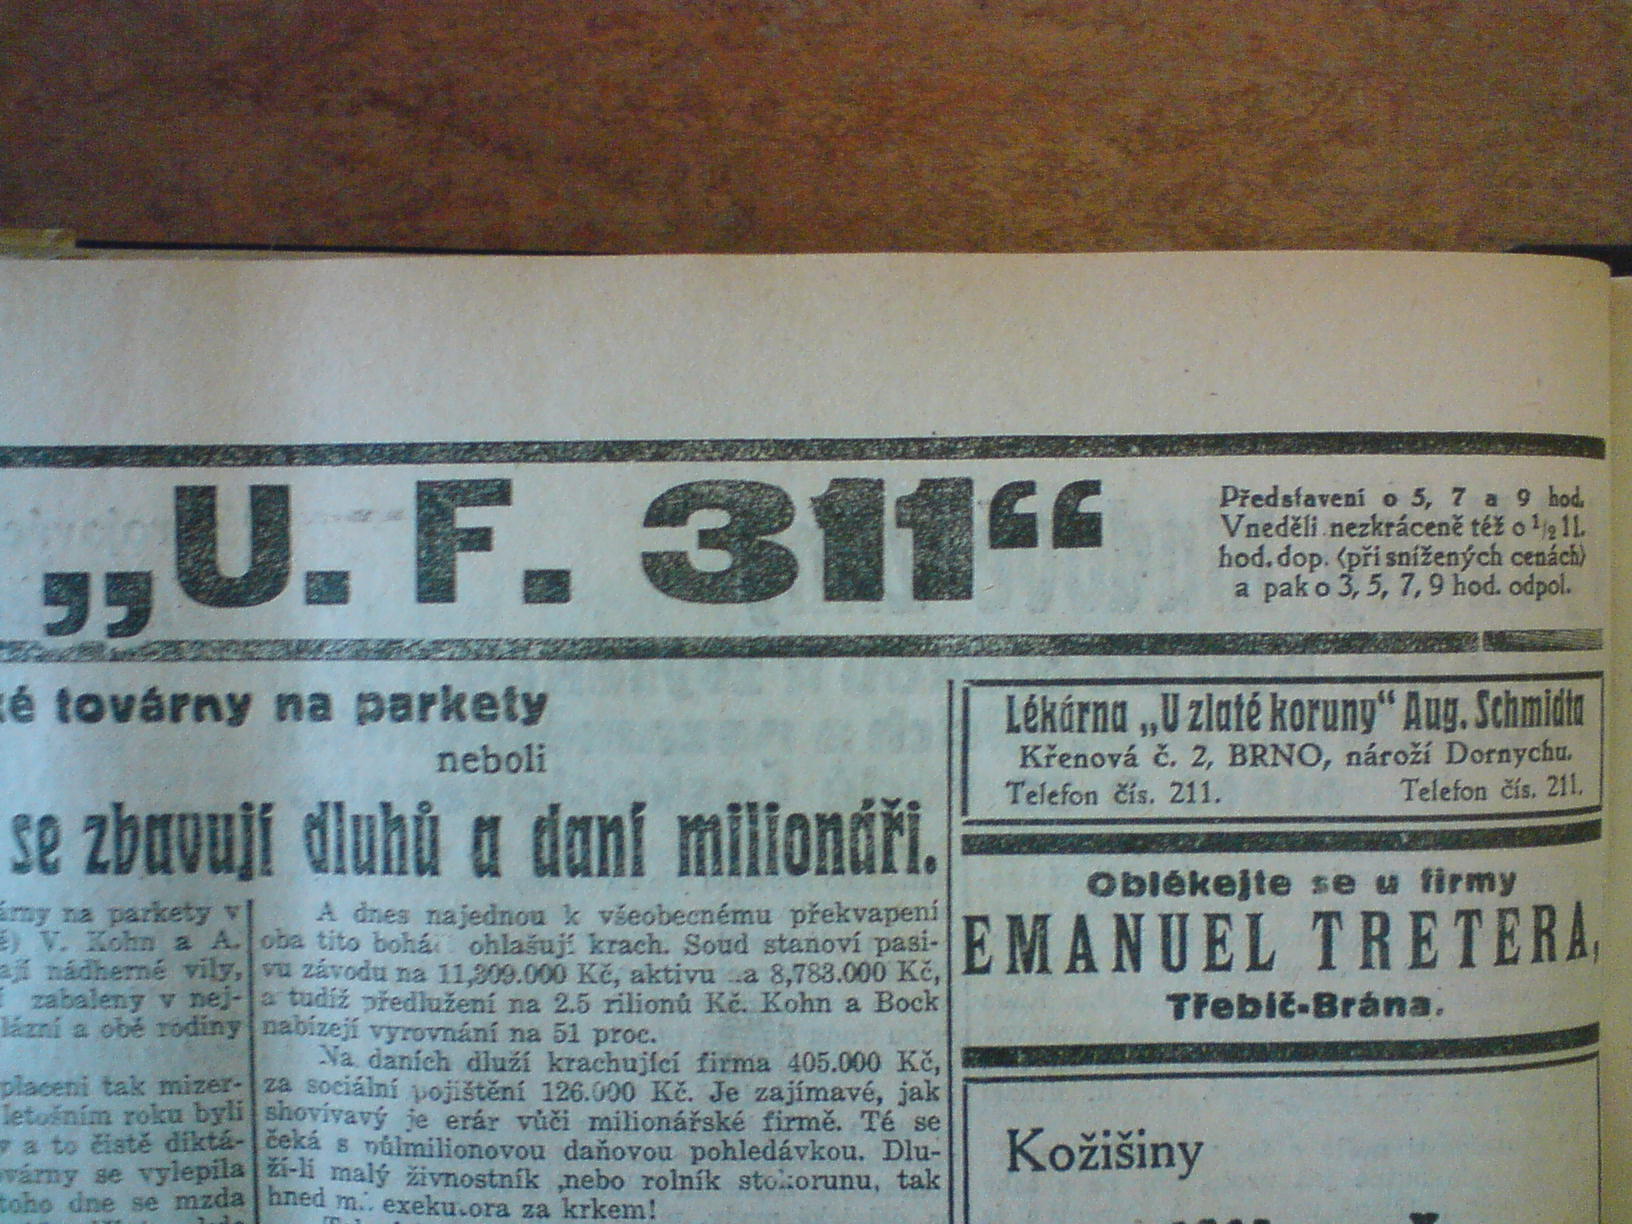 „U. F. 311“
Představení o 5, 7 a 9 hod.
V neděli nezkráceně též o 1/2 11.
hod. dop. (při snížených cenách)
a pak o 3, 5, 7, 9 hod. odpol.
továrny na parkety
neboli
se zbavují dluhů a daní milionáři.
na parkety v
V. Kohn a A.
nádherné vily,
zabaleny v nej-
a obě rodiny
placeni tak mizer-
letošním roku byli
a to čistě diktá-
se vylepila
toho dne se mzda
A dnes najednou k všeobecnému překvapení
oba tito ohlašují krach. Soud stanoví pasi-
vu závodu na 11,309.000 Kč, aktivu 8,783.000 Kč,
a tudíž předlužení na 2.5 Kč. Kohn a Bock
nabízejí vyrovnání na 51 proc.
Na daních dluží krachující firma 405.000 Kč,
za sociální pojištění 126.000 Kč. Je zajímavé, jak
shovívavý je erár vůči milionářské firmě. Té se
čeká s půlmilionovou daňovou pohledávkou. Dlu-
ží-li malý živnostník nebo rolník stokorunu, tak
hned za krkem!
Lékárna „U zlaté koruny“ Aug. Schmidta
Křenová č. 2, BRNO, nároží Dornychu.
Telefon čís. 211. Telefon čís. 211.
Oblékejte se u firmy
EMANUEL TRETERA,
Třebíč-Brána.
Kožišiny